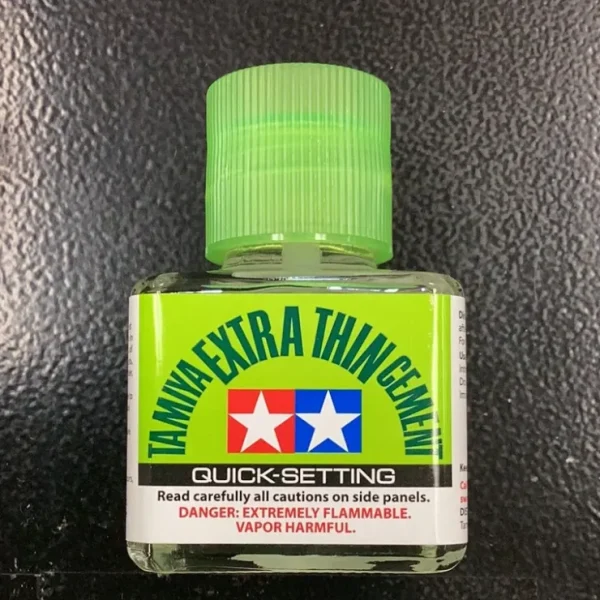 TAMIYA EXTRA THIN CEMENT
QUICK-SETTING
Read carefully all cautions on side panels.
DANGER: EXTREMELY FLAMMABLE.
VAPOR HARMFUL.